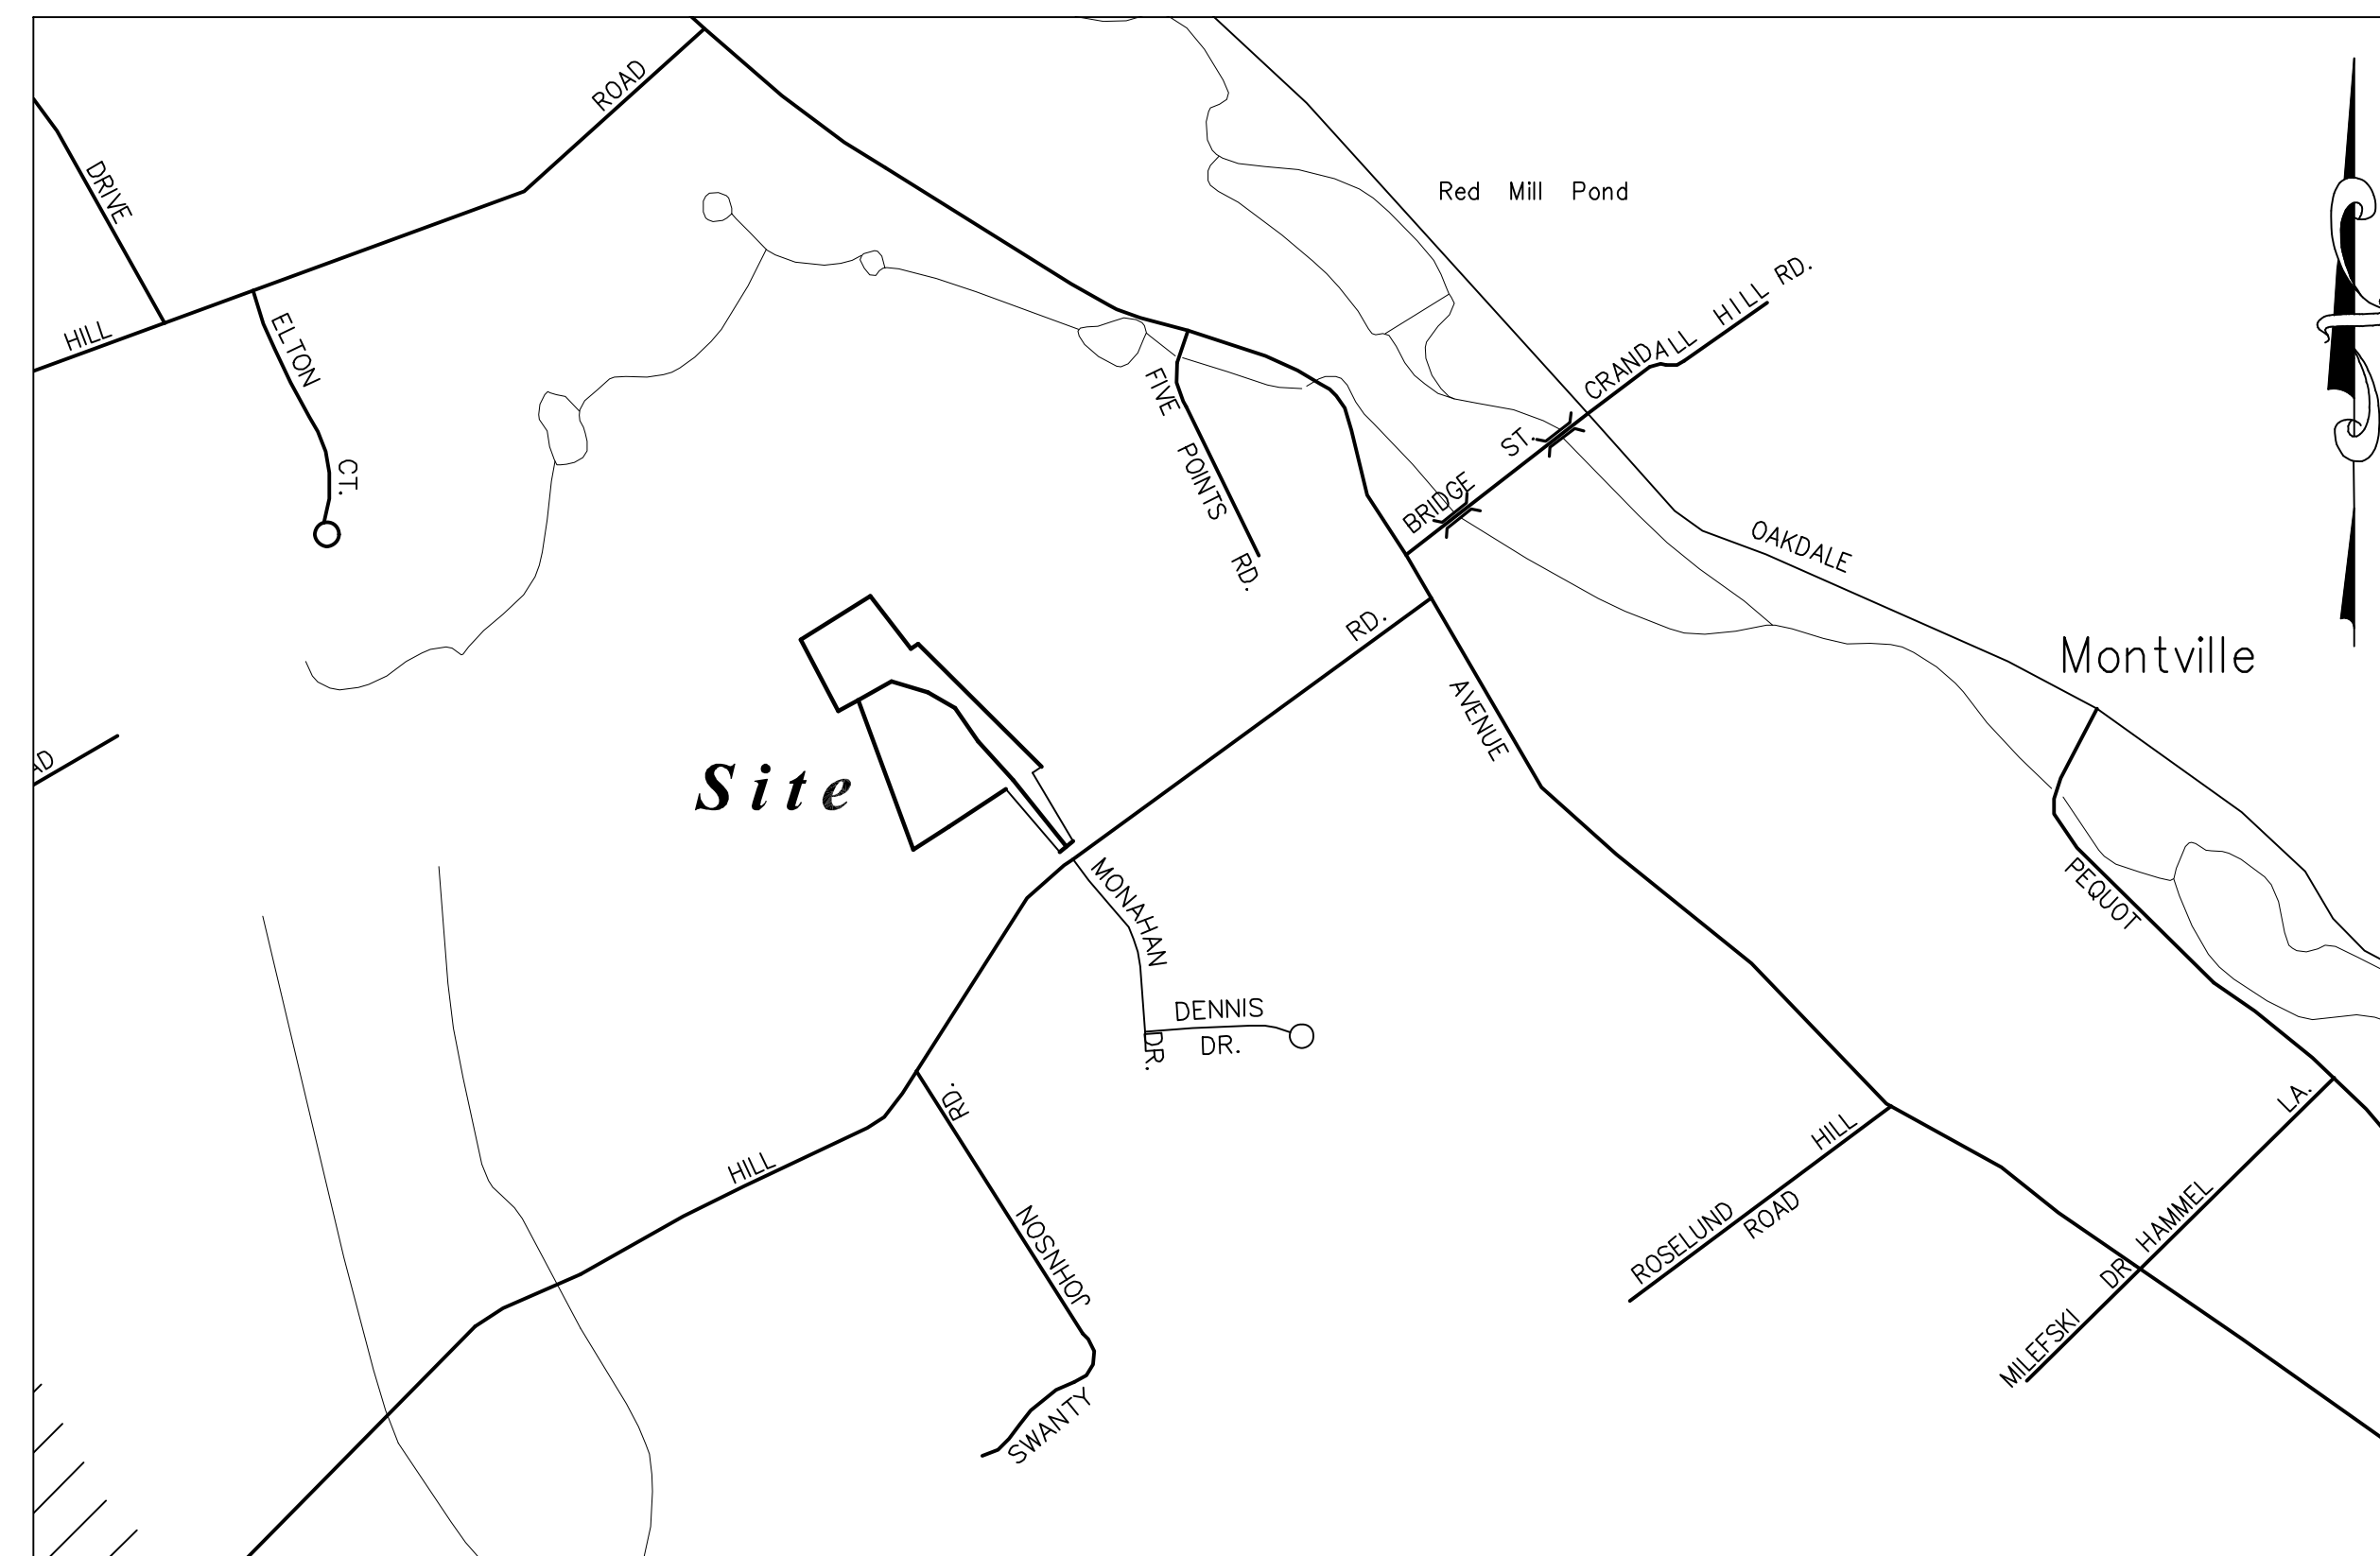 ROAD
DRIVE
HILL
ELTON
CT.
Red Mill Pond
CRANDALL HILL RD.
BRIDGE ST.
FIVE POINTS RD.
OAKDALE
RD.
Montville
AVENUE
Site
MONAHAN
DR.
DENNIS
DR.
PEQUOT
RD.
JOHNSON
HILL
SWANTY
ROSELUND HILL
ROAD
HAMMEL LA.
MILEFSKI DR.